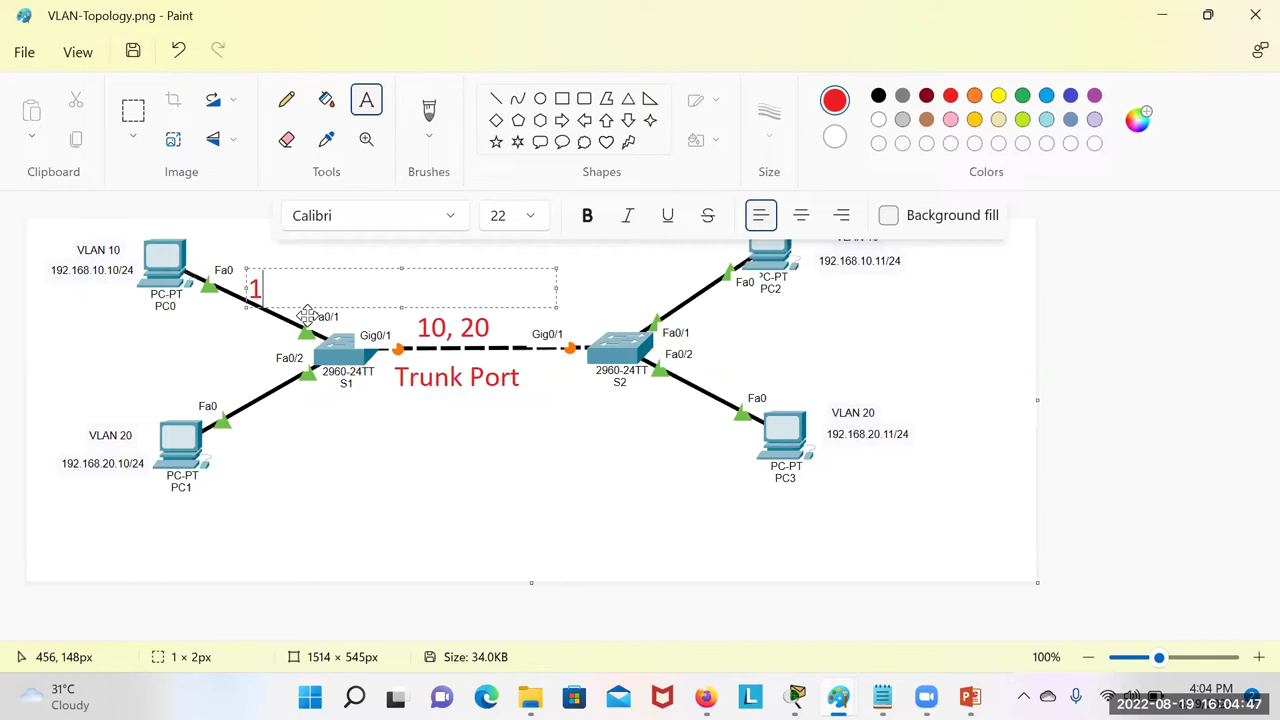 VLAN-Topology.png - Paint
File
View
Clipboard
Image
Tools
Brushes
Shapes
Size
Colors
Calibri
22
B
I
U
S
Background fill
VLAN 10
192.168.10.10/24
Fa0
PC-PT
PC0
1
Fa0/1
Gig0/1
10, 20
Gig0/1
Fa0/2
2960-24TT
S1
Trunk Port
2960-24TT
S2
Fa0/1
Fa0/2
Fa0
PC-PT
PC2
192.168.10.11/24
Fa0
VLAN 20
192.168.20.10/24
PC-PT
PC1
Fa0
VLAN 20
192.168.20.11/24
PC-PT
PC3
456, 148px
1 × 2px
1514 × 545px
Size: 34.0KB
100%
31°C
Cloudy
4:04 PM
2022-08-19 16:04:47